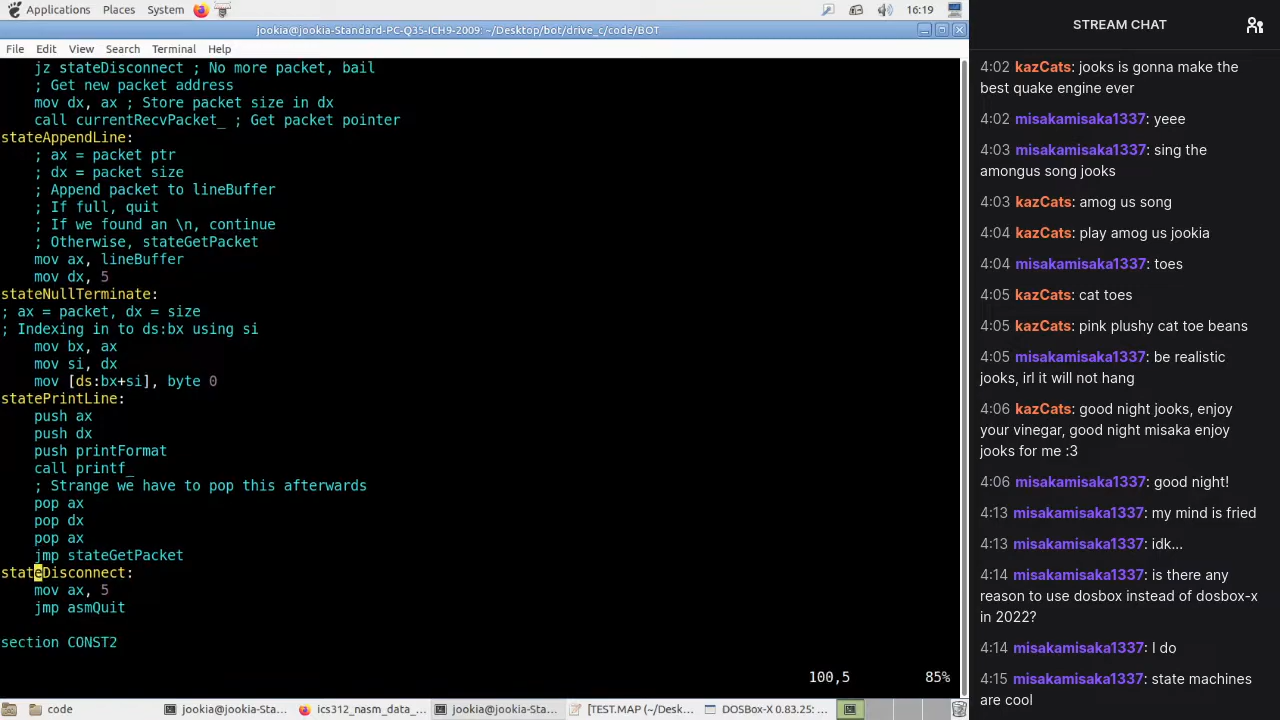 Applications Places System 16:19
jookia@jookia-Standard-PC-Q35-ICH9-2009: ~/Desktop/bot/drive_c/code/BOT
File Edit View Search Terminal Help
jz stateDisconnect ; No more packet, bail
; Get new packet address
mov dx, ax ; Store packet size in dx
call currentRecvPacket_ ; Get packet pointer
stateAppendLine:
; ax = packet ptr
; dx = packet size
; Append packet to lineBuffer
; If full, quit
; If we found an \n, continue
; Otherwise, stateGetPacket
mov ax, lineBuffer
mov dx, 5
stateNullTerminate:
; ax = packet, dx = size
; Indexing in to ds:bx using si
mov bx, ax
mov si, dx
mov [ds:bx+si], byte 0
statePrintLine:
push ax
push dx
push printFormat
call printf_
; Strange we have to pop this afterwards
pop ax
pop dx
pop ax
jmp stateGetPacket
stateDisconnect:
mov ax, 5
jmp asmQuit
section CONST2
100,5 85%
code jookia@jookia-Sta... ics312_nasm_data_... jookia@jookia-Sta... [TEST.MAP (~/Desk... DOSBox-X 0.83.25: ...
STREAM CHAT
4:02 kazCats: jooks is gonna make the
best quake engine ever
4:02 misakamisaka1337: yeee
4:03 misakamisaka1337: sing the
amongus song jooks
4:03 kazCats: amog us song
4:04 kazCats: play amog us jookia
4:04 misakamisaka1337: toes
4:05 kazCats: cat toes
4:05 kazCats: pink plushy cat toe beans
4:05 misakamisaka1337: be realistic
jooks, irl it will not hang
4:06 kazCats: good night jooks, enjoy
your vinegar, good night misaka enjoy
jooks for me :3
4:06 misakamisaka1337: good night!
4:13 misakamisaka1337: my mind is fried
4:13 misakamisaka1337: idk...
4:14 misakamisaka1337: is there any
reason to use dosbox instead of dosbox-x
in 2022?
4:14 misakamisaka1337: I do
4:15 misakamisaka1337: state machines
are cool